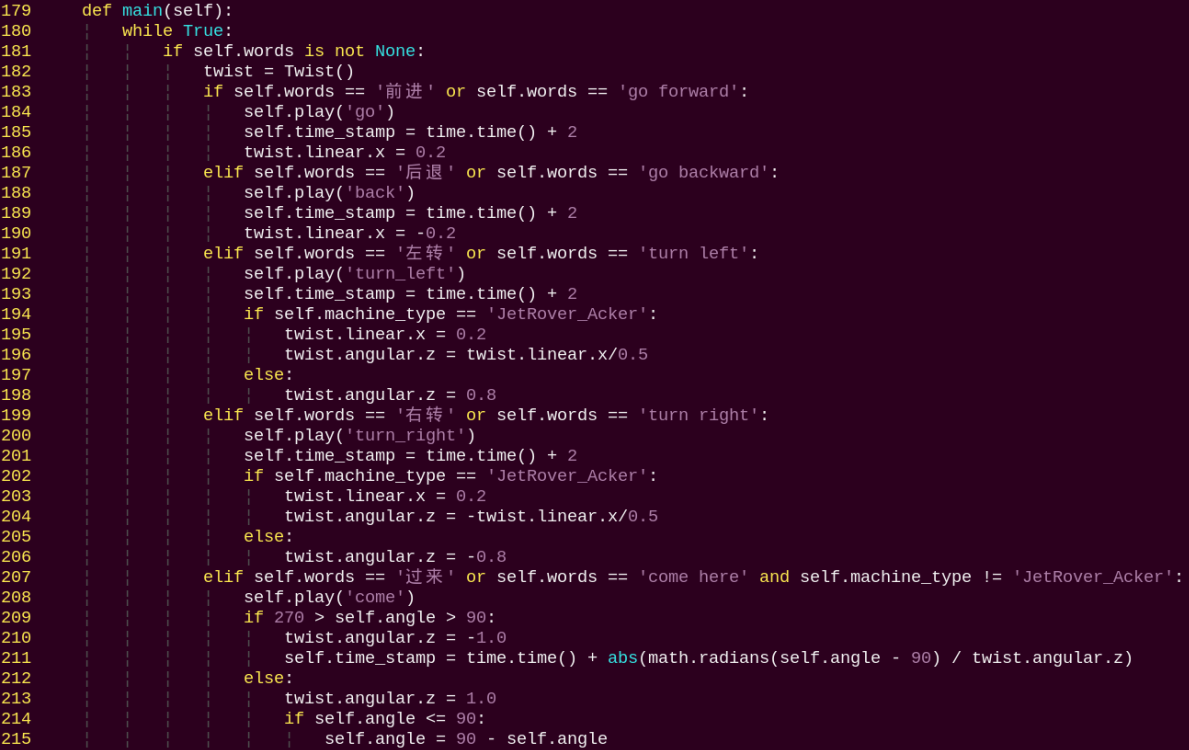 179     def main(self):
180         while True:
181             if self.words is not None:
182                 twist = Twist()
183                 if self.words == '前进' or self.words == 'go forward':
184                     self.play('go')
185                     self.time_stamp = time.time() + 2
186                     twist.linear.x = 0.2
187                 elif self.words == '后退' or self.words == 'go backward':
188                     self.play('back')
189                     self.time_stamp = time.time() + 2
190                     twist.linear.x = -0.2
191                 elif self.words == '左转' or self.words == 'turn left':
192                     self.play('turn_left')
193                     self.time_stamp = time.time() + 2
194                     if self.machine_type == 'JetRover_Acker':
195                         twist.linear.x = 0.2
196                         twist.angular.z = twist.linear.x/0.5
197                     else:
198                         twist.angular.z = 0.8
199                 elif self.words == '右转' or self.words == 'turn right':
200                     self.play('turn_right')
201                     self.time_stamp = time.time() + 2
202                     if self.machine_type == 'JetRover_Acker':
203                         twist.linear.x = 0.2
204                         twist.angular.z = -twist.linear.x/0.5
205                     else:
206                         twist.angular.z = -0.8
207                 elif self.words == '过来' or self.words == 'come here' and self.machine_type != 'JetRover_Acker':
208                     self.play('come')
209                     if 270 > self.angle > 90:
210                         twist.angular.z = -1.0
211                         self.time_stamp = time.time() + abs(math.radians(self.angle - 90) / twist.angular.z)
212                     else:
213                         twist.angular.z = 1.0
214                         if self.angle <= 90:
215                             self.angle = 90 - self.angle